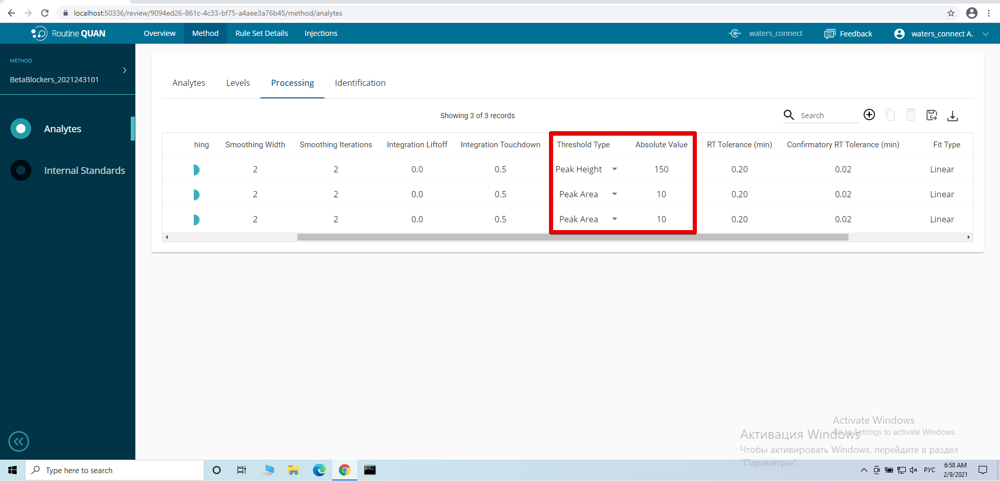 localhost:50336/review/9094ed26-861c-4c33-bf75-a4aee3a76b45/method/analytes
Routine QUAN
Overview
Method
Rule Set Details
Injections
waters_connect
Feedback
waters_connect A.
METHOD
BetaBlockers_2021243101
Analytes
Internal Standards
Analytes
Levels
Processing
Identification
Showing 3 of 3 records
Search
hing Smoothing Width Smoothing Iterations Integration Liftoff Integration Touchdown Threshold Type Absolute Value RT Tolerance (min) Confirmatory RT Tolerance (min) Fit Type
2 2 0.0 0.5 Peak Height 150 0.20 0.02 Linear
2 2 0.0 0.5 Peak Area 10 0.20 0.02 Linear
2 2 0.0 0.5 Peak Area 10 0.20 0.02 Linear
Activate Windows
Go to Settings to activate Windows.
Активация Windows
Чтобы активировать Windows, перейдите в раздел
"Параметры".
Type here to search
РУС
6:58 AM
2/9/2021